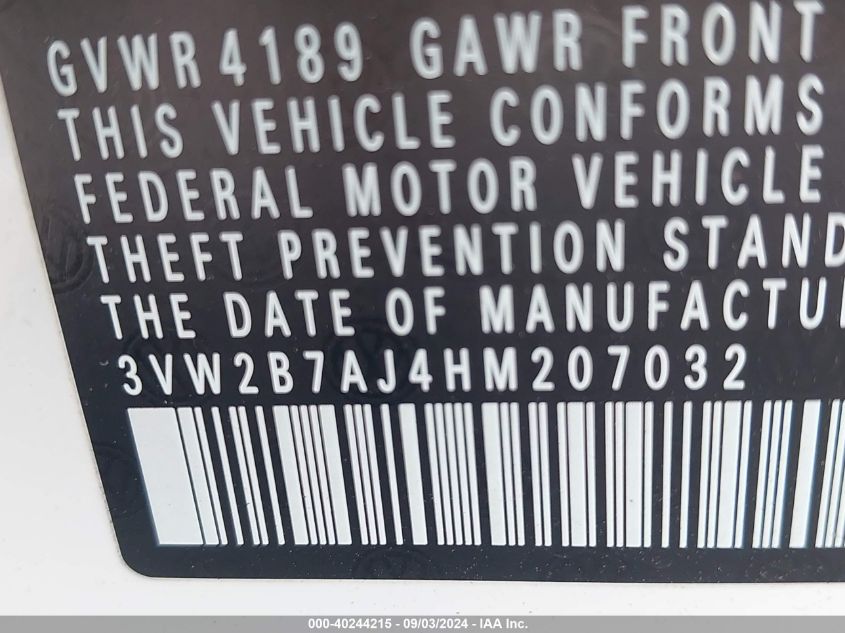 GVWR 4189 GAWR FRONT
THIS VEHICLE CONFORMS
FEDERAL MOTOR VEHICLE
THEFT PREVENTION STAND
THE DATE OF MANUFACTU
3VW2B7AJ4HM207032
000-40244215 - 09/03/2024 - IAA Inc.